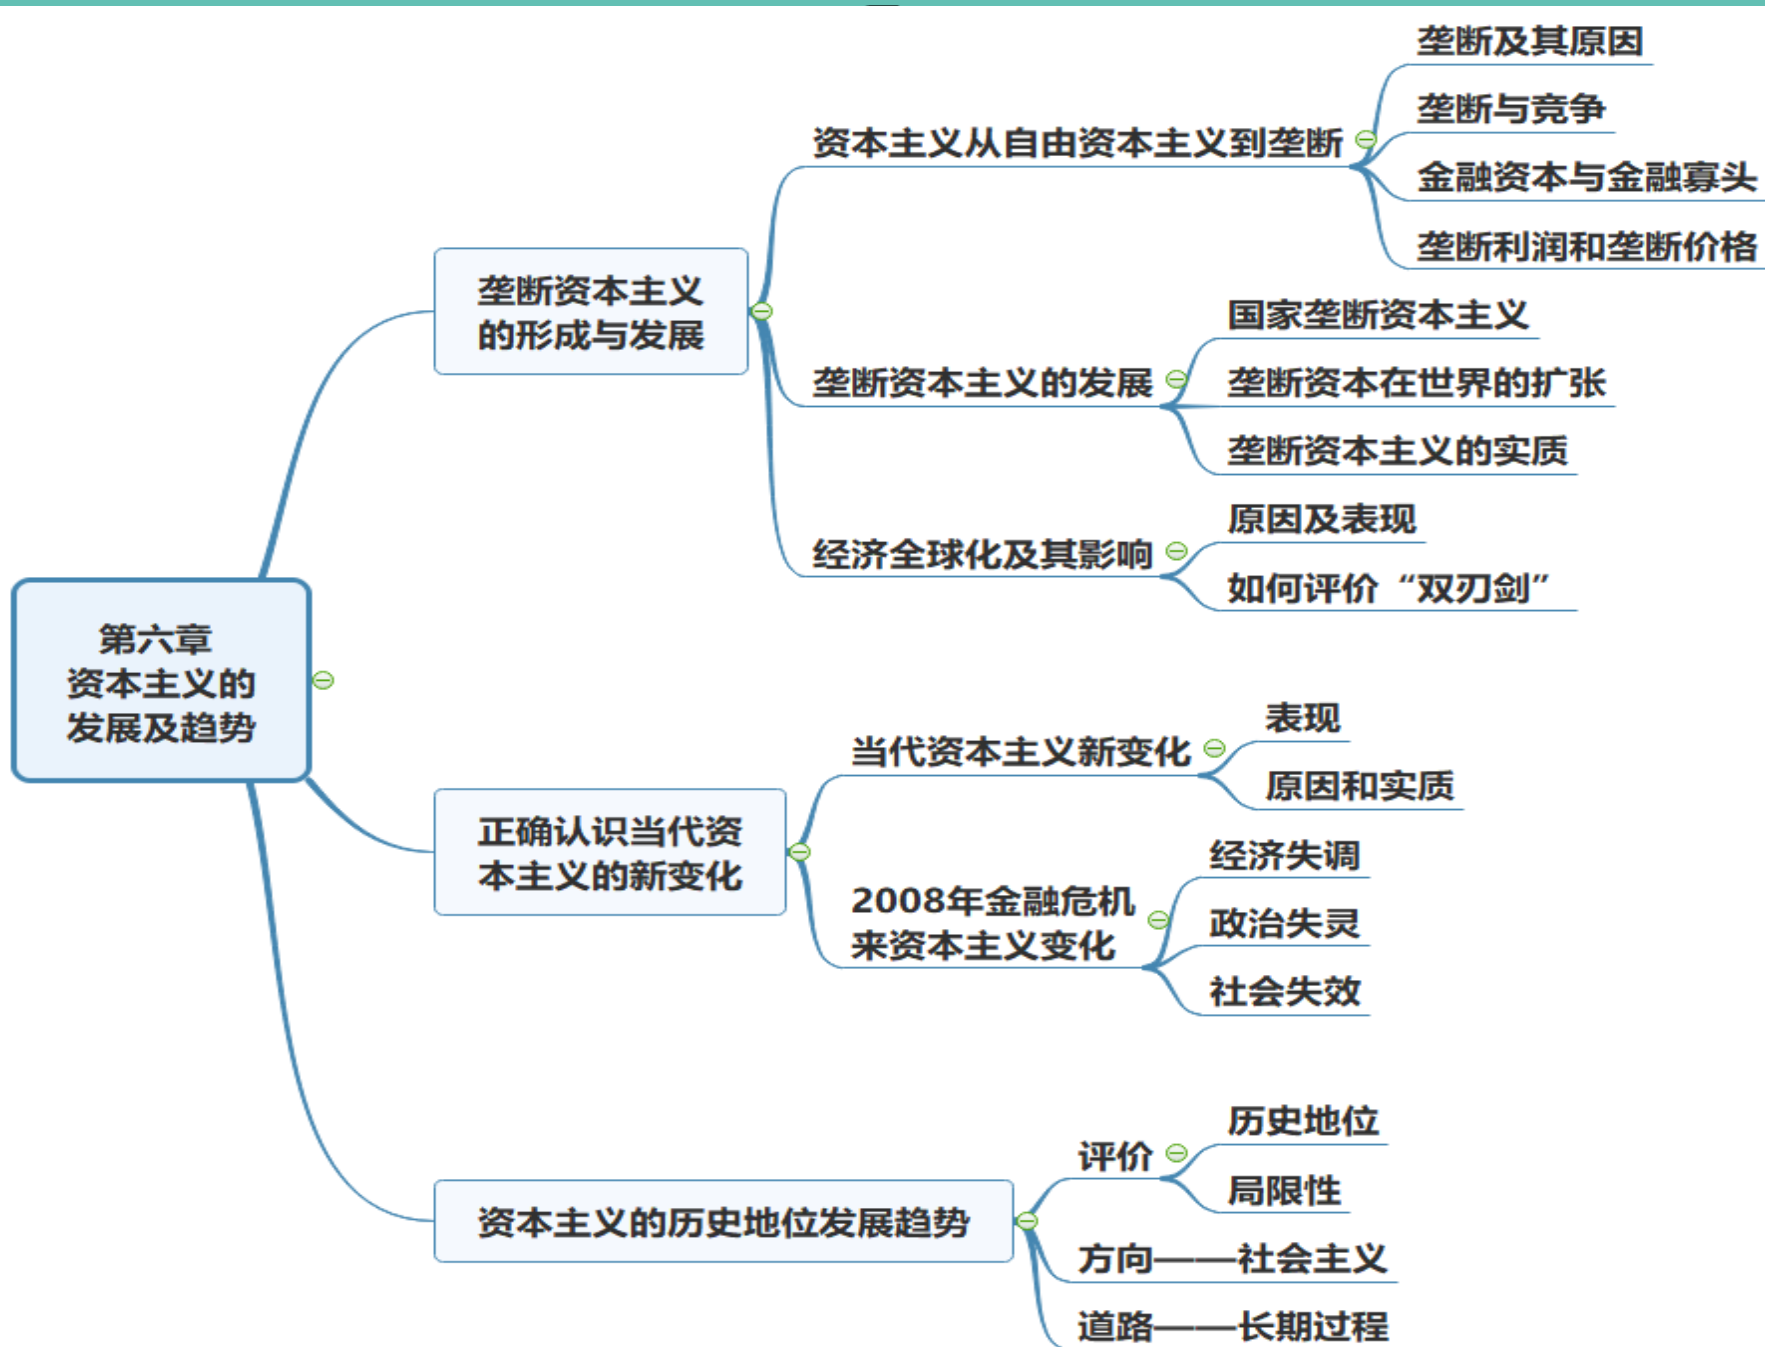 第六章
资本主义的
发展及趋势
垄断资本主义
的形成与发展
资本主义从自由资本主义到垄断
垄断及其原因
垄断与竞争
金融资本与金融寡头
垄断利润和垄断价格
垄断资本主义的发展
国家垄断资本主义
垄断资本在世界的扩张
垄断资本主义的实质
经济全球化及其影响
原因及表现
如何评价“双刃剑”
正确认识当代资
本主义的新变化
当代资本主义新变化
表现
原因和实质
2008年金融危机
来资本主义变化
经济失调
政治失灵
社会失效
资本主义的历史地位发展趋势
评价
历史地位
局限性
方向——社会主义
道路——长期过程